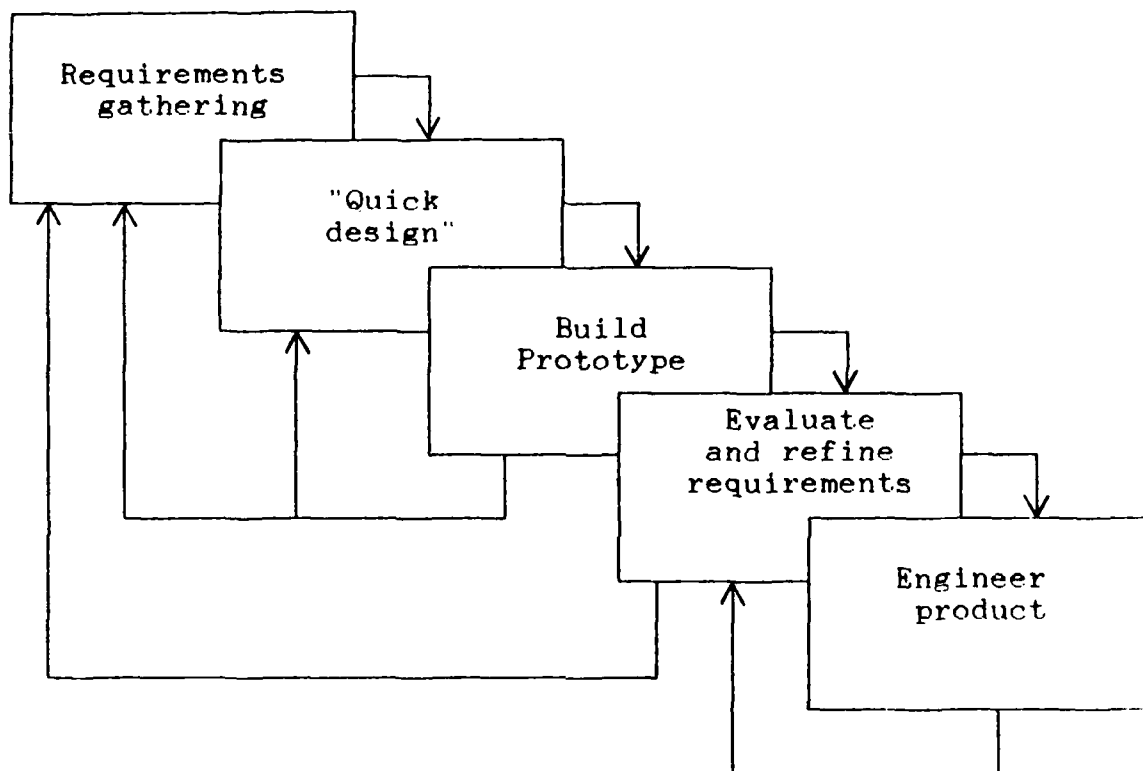 Requirements
gathering
"Quick
design"
Build
Prototype
Evaluate
and refine
requirements
Engineer
product